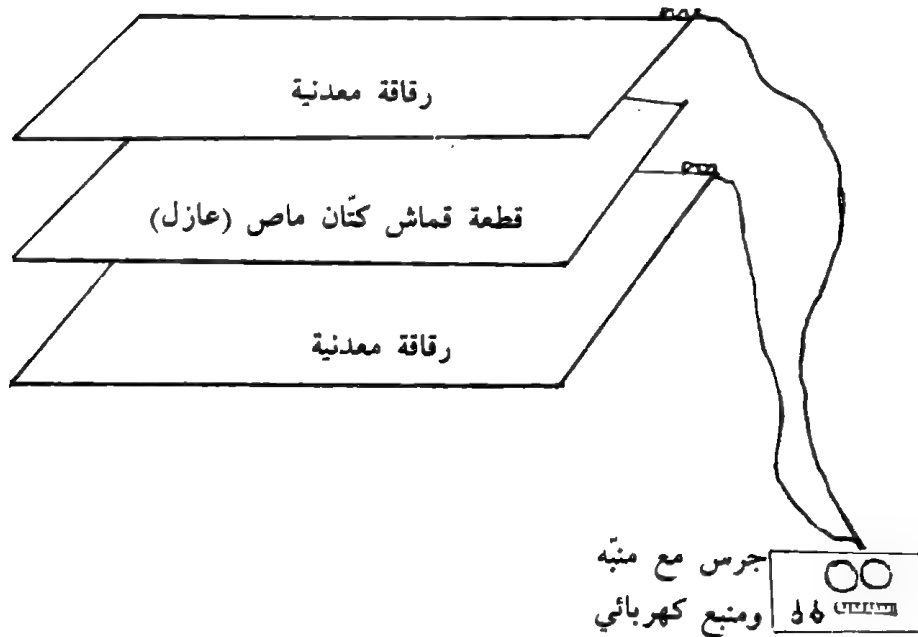 رقاقة معدنية
قطعة قماش كتّان ماص (عازل)
رقاقة معدنية
جرس مع منبّه
ومنبع كهربائي